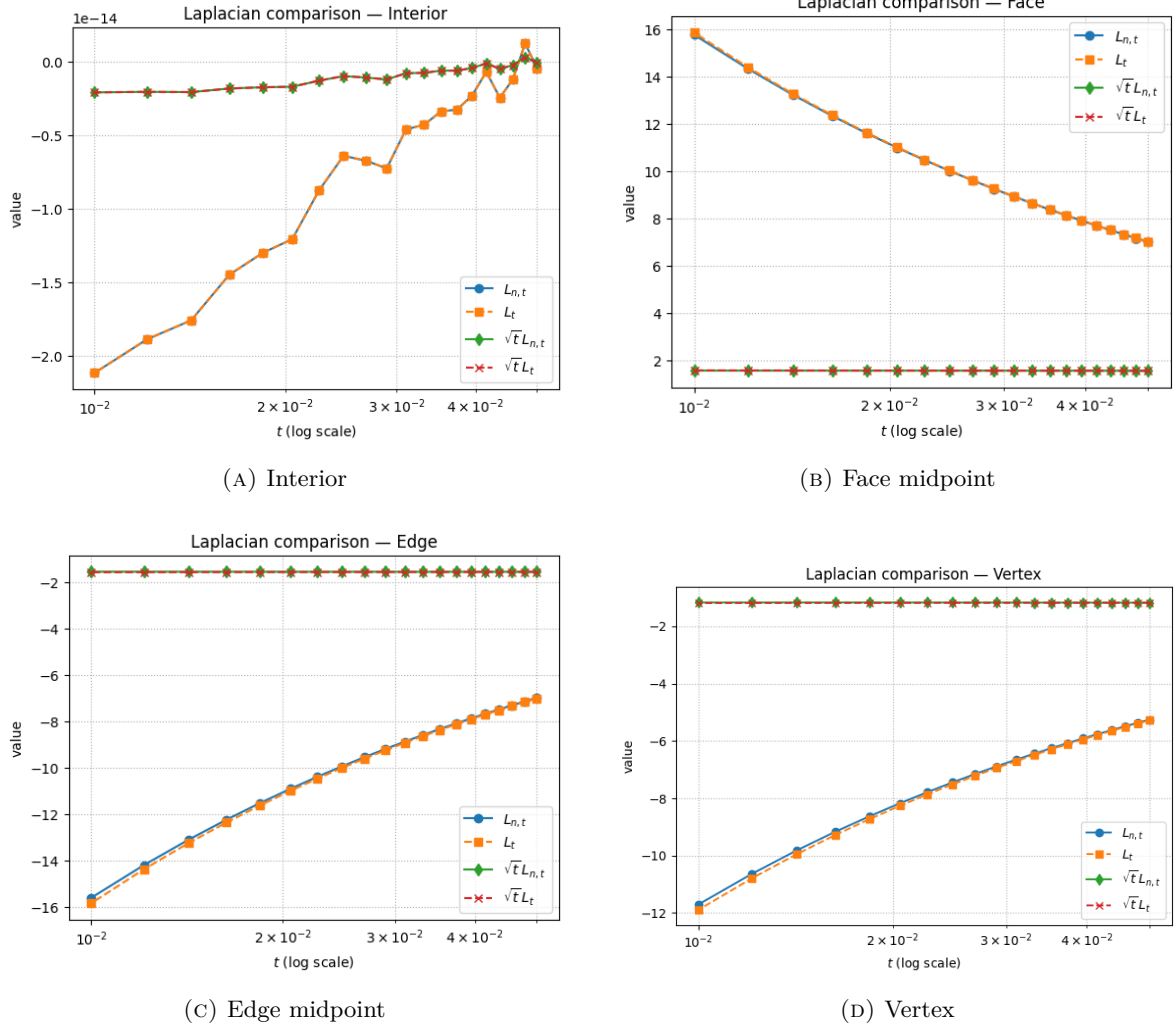 Laplacian comparison — Interior
1e−14
0.0
−0.5
−1.0
−1.5
−2.0
value
L_{n,t}
L_t
√t L_{n,t}
√t L_t
10⁻²
2 × 10⁻²
3 × 10⁻²
4 × 10⁻²
t (log scale)
(A) Interior
Laplacian comparison — Face
16
14
12
10
8
6
4
2
value
L_{n,t}
L_t
√t L_{n,t}
√t L_t
10⁻²
2 × 10⁻²
3 × 10⁻²
4 × 10⁻²
t (log scale)
(B) Face midpoint
Laplacian comparison — Edge
−2
−4
−6
−8
−10
−12
−14
−16
value
L_{n,t}
L_t
√t L_{n,t}
√t L_t
10⁻²
2 × 10⁻²
3 × 10⁻²
4 × 10⁻²
t (log scale)
(C) Edge midpoint
Laplacian comparison — Vertex
−2
−4
−6
−8
−10
−12
value
L_{n,t}
L_t
√t L_{n,t}
√t L_t
10⁻²
2 × 10⁻²
3 × 10⁻²
4 × 10⁻²
t (log scale)
(D) Vertex